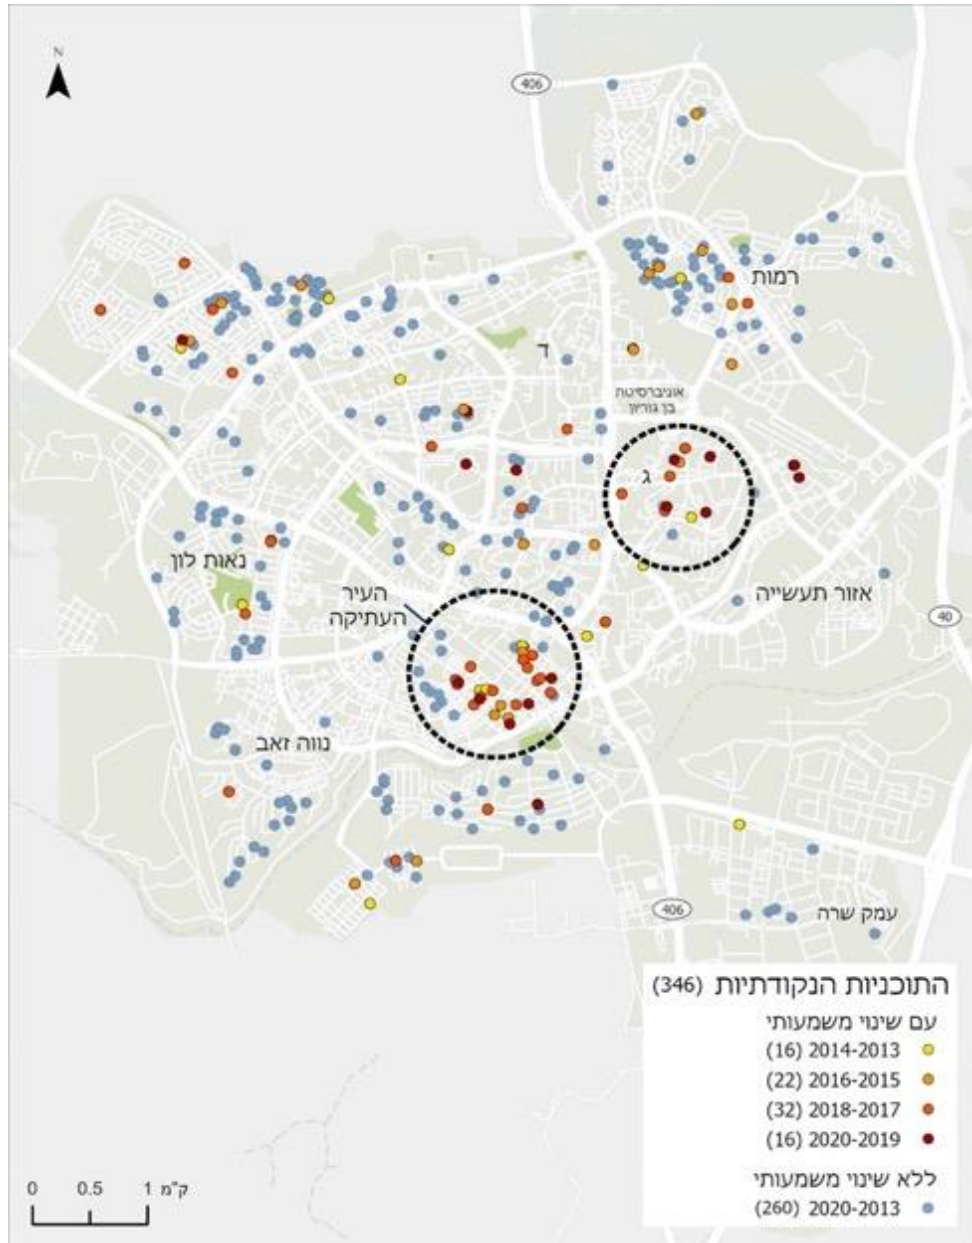 N
406
רמות
ד
אוניברסיטת
בן גוריון
ג
נאות לון
העיר
העתיקה
אזור תעשייה
40
נווה זאב
406
עמק שרה
התוכניות הנקודתיות (346)
עם שינוי משמעותי
2014-2013 (16)
2016-2015 (22)
2018-2017 (32)
2020-2019 (16)
ללא שינוי משמעותי
2020-2013 (260)
0 0.5 1 ק"מ